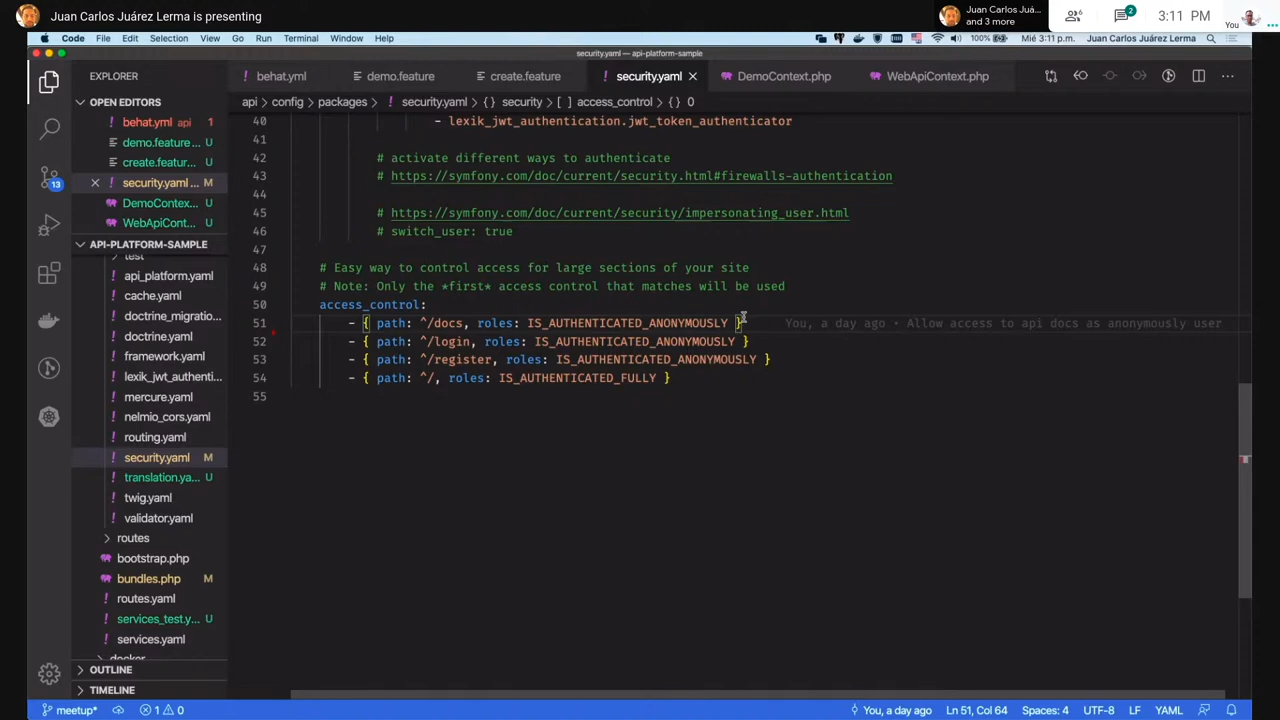 Juan Carlos Juárez Lerma is presenting
Juan Carlos Juá...
and 3 more
6
2
3:11 PM
You
Code File Edit Selection View Go Run Terminal Window Help
100% Mié 3:11 p.m. Juan Carlos Juárez Lerma
security.yaml — api-platform-sample
EXPLORER
behat.yml
demo.feature
create.feature
security.yaml
DemoContext.php
WebApiContext.php
OPEN EDITORS
behat.yml api 1
demo.feature... U
create.featur... U
security.yaml ... M
DemoContex... U
WebApiCont... U
API-PLATFORM-SAMPLE
test
api_platform.yaml
cache.yaml
doctrine_migratio...
doctrine.yaml
framework.yaml
lexik_jwt_authenti...
mercure.yaml
nelmio_cors.yaml
routing.yaml
security.yaml M
translation.ya... U
twig.yaml
validator.yaml
routes
bootstrap.php
bundles.php M
routes.yaml
services_test.y... U
services.yaml
docker
OUTLINE
TIMELINE
13
api > config > packages > security.yaml > {} security > [ ] access_control > {} 0
40 - lexik_jwt_authentication.jwt_token_authenticator
41
42 # activate different ways to authenticate
43 # https://symfony.com/doc/current/security.html#firewalls-authentication
44
45 # https://symfony.com/doc/current/security/impersonating_user.html
46 # switch_user: true
47
48 # Easy way to control access for large sections of your site
49 # Note: Only the *first* access control that matches will be used
50 access_control:
51 - { path: ^/docs, roles: IS_AUTHENTICATED_ANONYMOUSLY } You, a day ago • Allow access to api docs as anonymously user
52 - { path: ^/login, roles: IS_AUTHENTICATED_ANONYMOUSLY }
53 - { path: ^/register, roles: IS_AUTHENTICATED_ANONYMOUSLY }
54 - { path: ^/, roles: IS_AUTHENTICATED_FULLY }
55
meetup* 1 0 You, a day ago Ln 51, Col 64 Spaces: 4 UTF-8 LF YAML